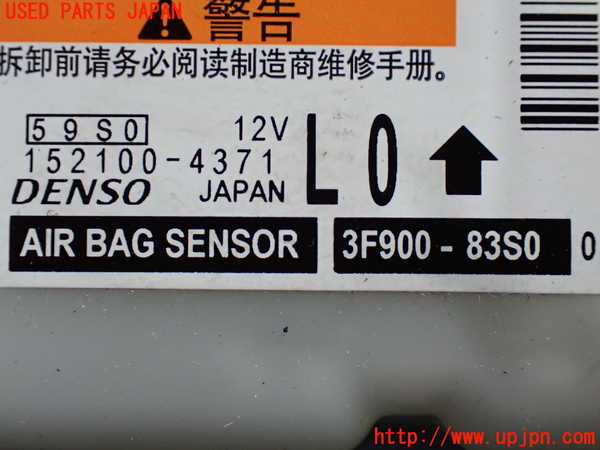 USED PARTS JAPAN
警告
拆卸前请务必阅读制造商维修手册。
59S0 12V
152100-4371
L0
DENSO JAPAN
AIR BAG SENSOR 3F900 - 83S0 0
http://www.upjpn.com/